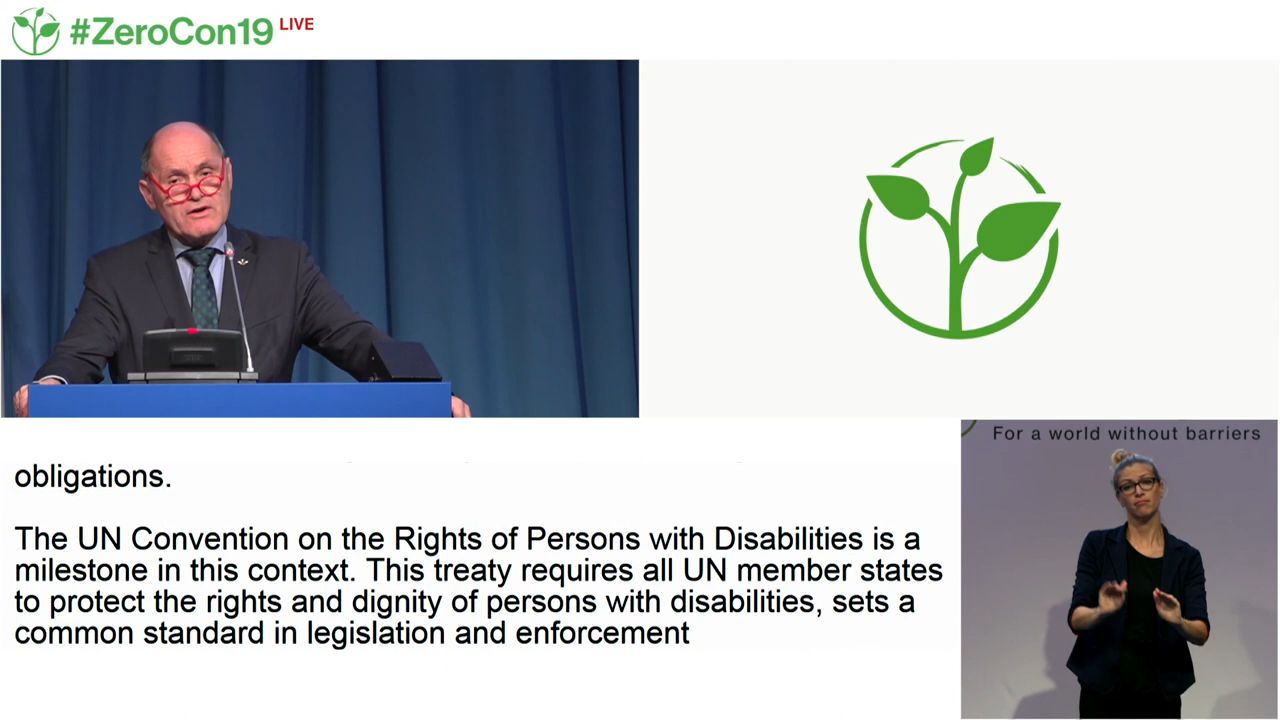 #ZeroCon19 LIVE
For a world without barriers
obligations.
The UN Convention on the Rights of Persons with Disabilities is a
milestone in this context. This treaty requires all UN member states
to protect the rights and dignity of persons with disabilities, sets a
common standard in legislation and enforcement